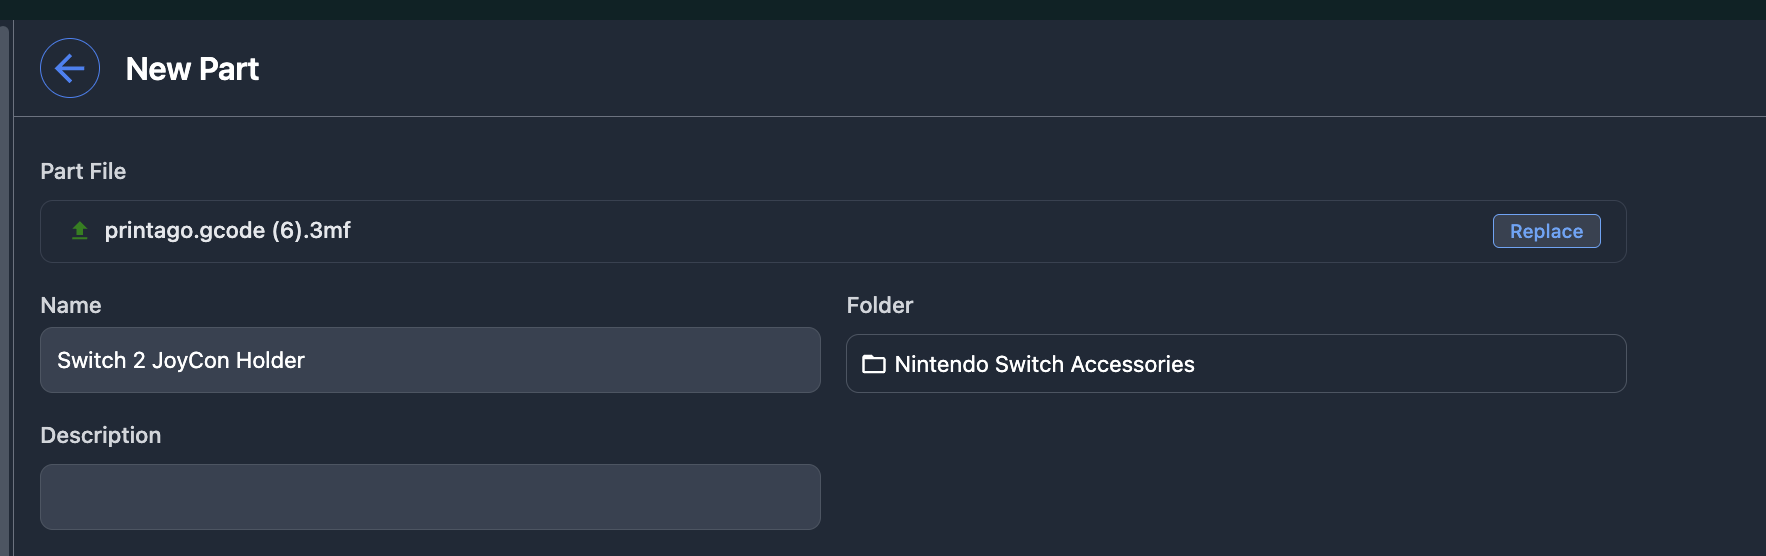 New Part
Part File
printago.gcode (6).3mf
Replace
Name
Folder
Switch 2 JoyCon Holder
Nintendo Switch Accessories
Description